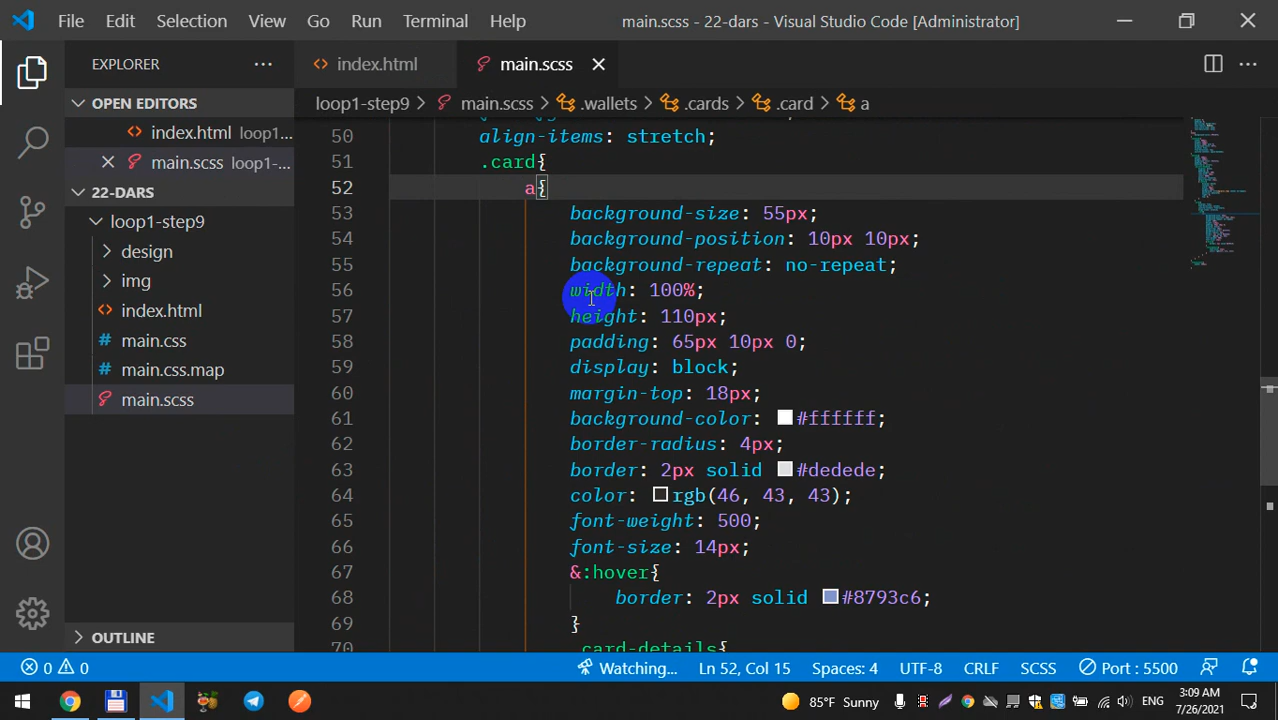 File Edit Selection View Go Run Terminal Help main.scss - 22-dars - Visual Studio Code [Administrator]
EXPLORER
index.html main.scss
OPEN EDITORS
loop1-step9 > main.scss > .wallets > .cards > .card > a
index.html loop1...
main.scss loop1-...
22-DARS
loop1-step9
design
img
index.html
main.css
main.css.map
main.scss
OUTLINE
50 align-items: stretch;
51 .card{
52 a{
53 background-size: 55px;
54 background-position: 10px 10px;
55 background-repeat: no-repeat;
56 width: 100%;
57 height: 110px;
58 padding: 65px 10px 0;
59 display: block;
60 margin-top: 18px;
61 background-color: #ffffff;
62 border-radius: 4px;
63 border: 2px solid #dedede;
64 color: rgb(46, 43, 43);
65 font-weight: 500;
66 font-size: 14px;
67 &:hover{
68 border: 2px solid #8793c6;
69 }
70 .card-details{
0 0 Watching... Ln 52, Col 15 Spaces: 4 UTF-8 CRLF SCSS Port : 5500
85°F Sunny ENG 3:09 AM
7/26/2021